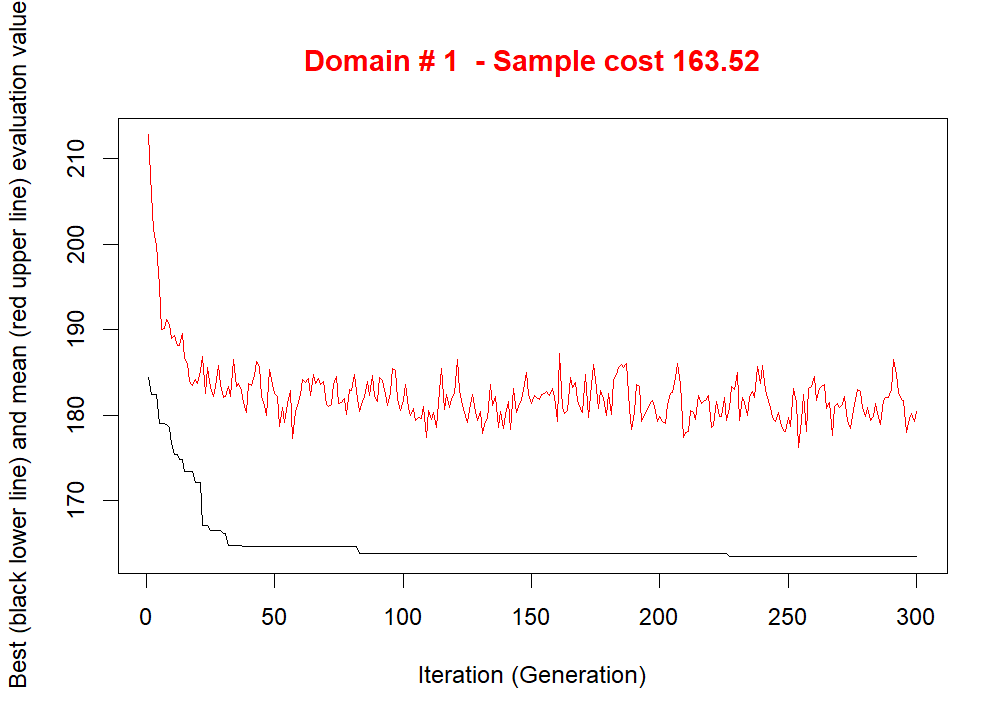 Domain # 1  - Sample cost 163.52
Best (black lower line) and mean (red upper line) evaluation value
210
200
190
180
170
0 50 100 150 200 250 300
Iteration (Generation)